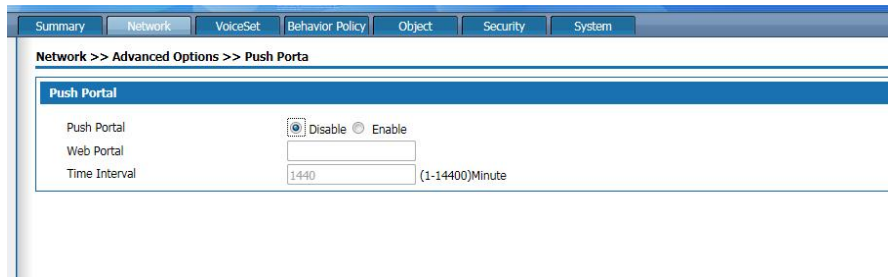 Summary Network VoiceSet Behavior Policy Object Security System
Network >> Advanced Options >> Push Porta
Push Portal
Push Portal Disable Enable
Web Portal
Time Interval 1440 (1-14400)Minute